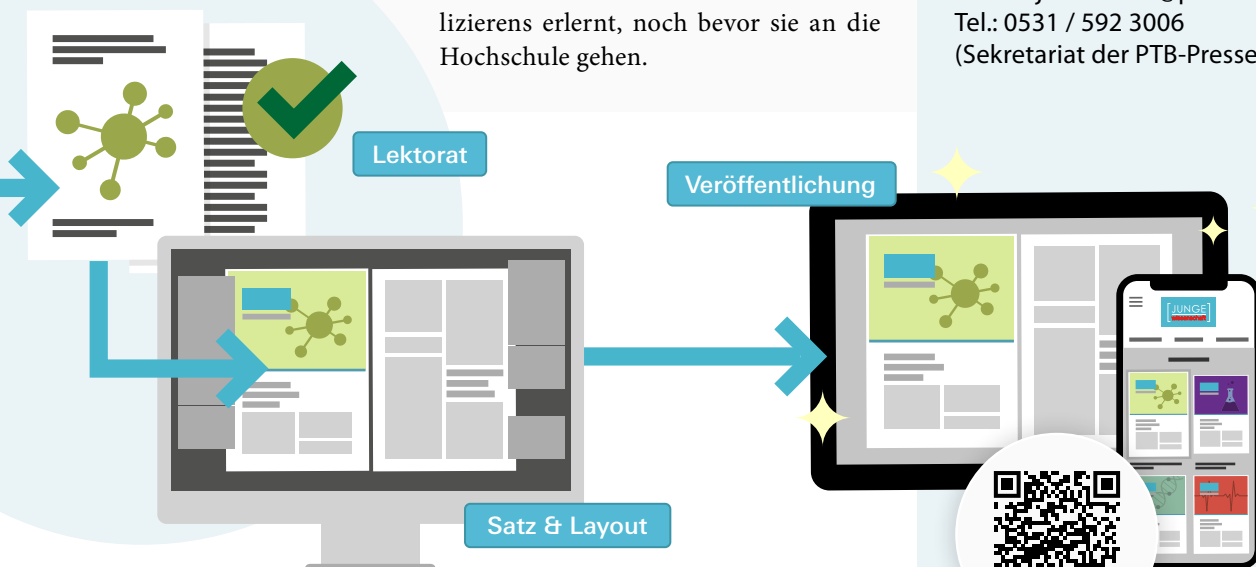 lizierens erlernt, noch bevor sie an die
Hochschule gehen.
Tel.: 0531 / 592 3006
(Sekretariat der PTB-Presse
Lektorat
Veröffentlichung
Satz & Layout
[JUNGE]
wissenschaft